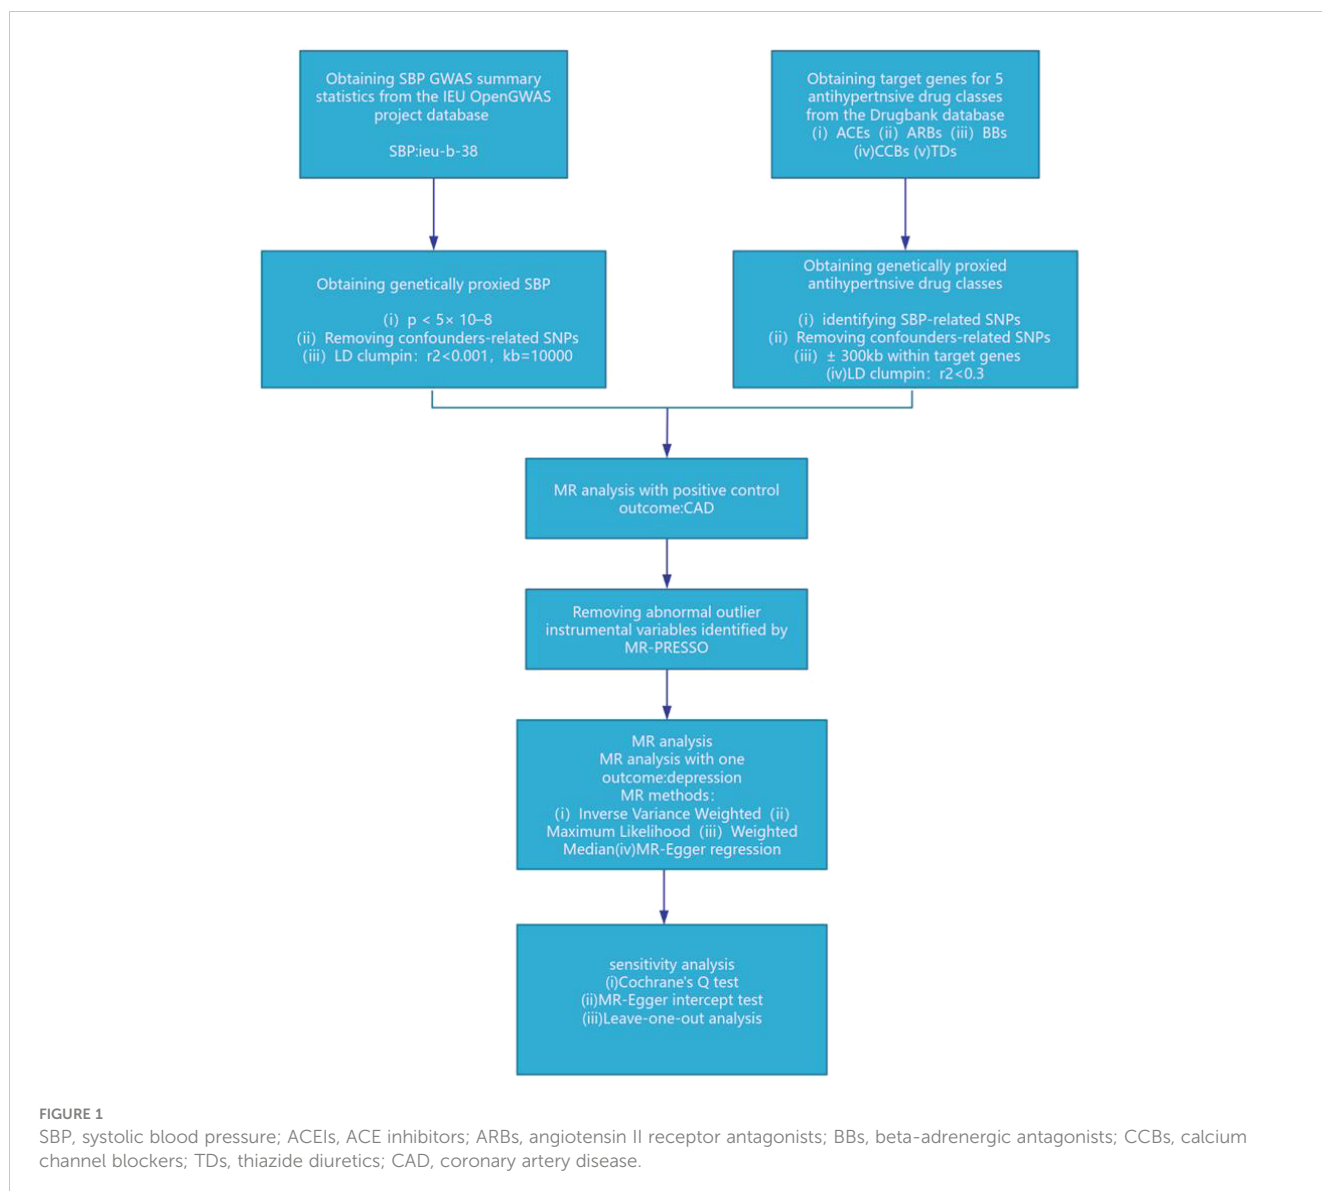 Obtaining SBP GWAS summary
statistics from the IEU OpenGWAS
project database
SBP:ieu-b-38
Obtaining target genes for 5
antihypertnsive drug classes
from the Drugbank database
(i) ACEs (ii) ARBs (iii) BBs
(iv)CCBs (v)TDs
Obtaining genetically proxied SBP
(i) p < 5× 10–8
(ii) Removing confounders-related SNPs
(iii) LD clumpin: r2<0.001, kb=10000
Obtaining genetically proxied
antihypertnsive drug classes
(i) identifying SBP-related SNPs
(ii) Removing confounders-related SNPs
(iii) ± 300kb within target genes
(iv)LD clumpin: r2<0.3
MR analysis with positive control
outcome:CAD
Removing abnormal outlier
instrumental variables identified by
MR-PRESSO
MR analysis
MR analysis with one
outcome:depression
MR methods:
(i) Inverse Variance Weighted (ii)
Maximum Likelihood (iii) Weighted
Median(iv)MR-Egger regression
sensitivity analysis
(i)Cochrane's Q test
(ii)MR-Egger intercept test
(iii)Leave-one-out analysis
FIGURE 1
SBP, systolic blood pressure; ACEIs, ACE inhibitors; ARBs, angiotensin II receptor antagonists; BBs, beta-adrenergic antagonists; CCBs, calcium
channel blockers; TDs, thiazide diuretics; CAD, coronary artery disease.